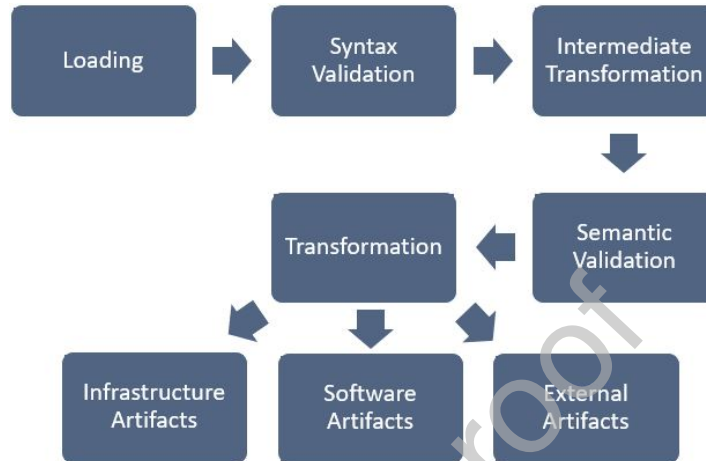 Loading
Syntax
Validation
Intermediate
Transformation
Transformation
Semantic
Validation
Infrastructure
Artifacts
Software
Artifacts
External
Artifacts
roof